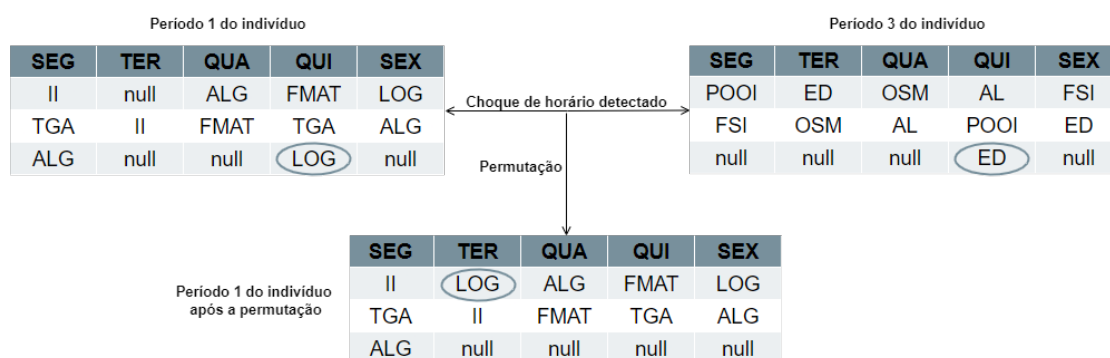 Período 1 do indivíduo
SEG TER QUA QUI SEX
II null ALG FMAT LOG
TGA II FMAT TGA ALG
ALG null null LOG null
Choque de horário detectado
Permutação
Período 3 do indivíduo
SEG TER QUA QUI SEX
POOI ED OSM AL FSI
FSI OSM AL POOI ED
null null null ED null
Período 1 do indivíduo
após a permutação
SEG TER QUA QUI SEX
II LOG ALG FMAT LOG
TGA II FMAT TGA ALG
ALG null null null null